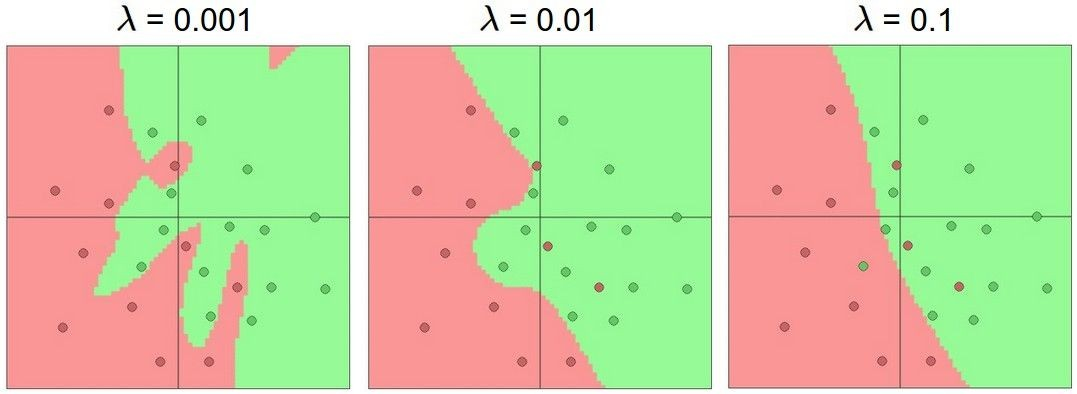 λ = 0.001 λ = 0.01 λ = 0.1